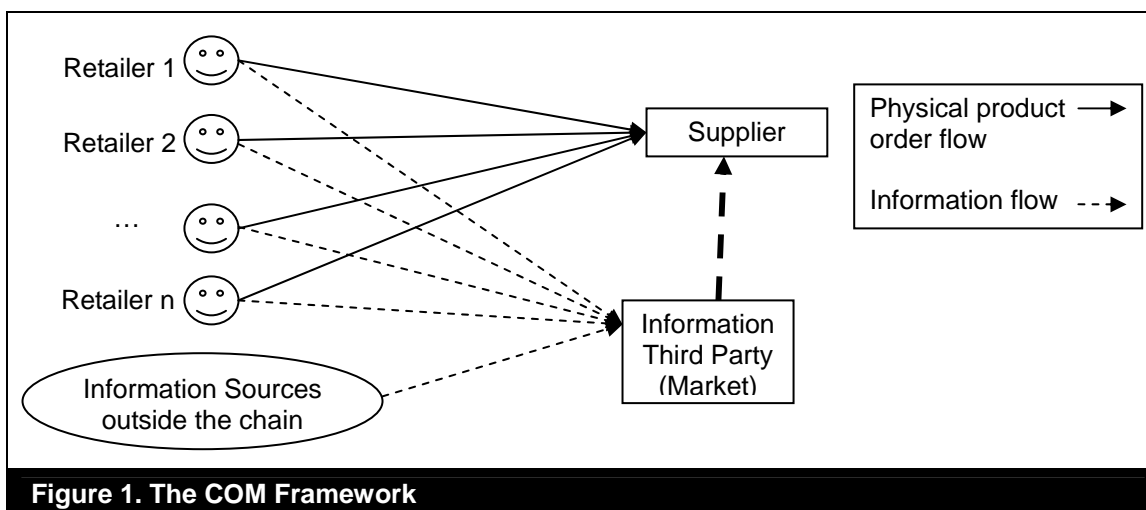 Retailer 1
Retailer 2
…
Retailer n
Information Sources
outside the chain
Supplier
Information
Third Party
(Market)
Physical product
order flow
Information flow
Figure 1. The COM Framework